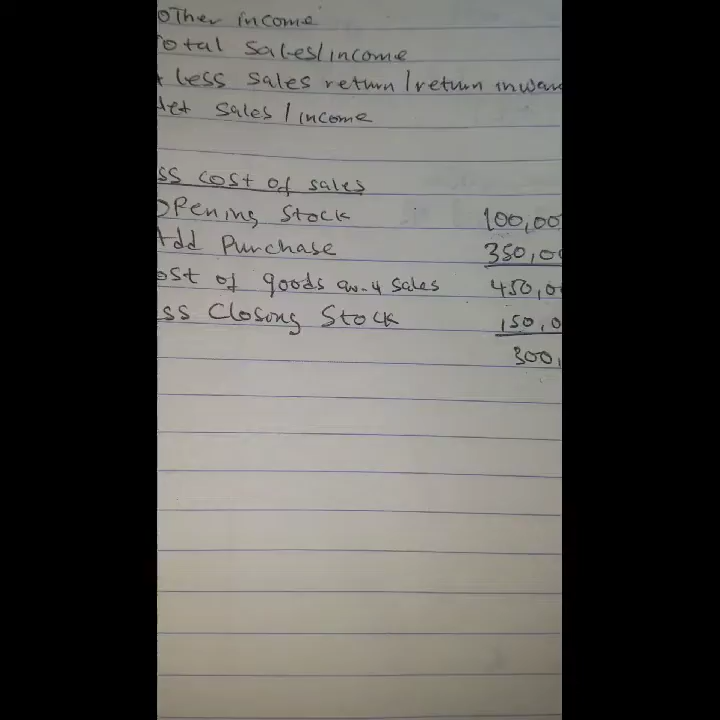 other income
otal sales/income
less sales return/return inwar
et sales/income
ss cost of sales
Opening Stock 100,00
Add Purchase 350,00
ost of goods av.4 sales 450,0
ss Closing Stock 150,0
300,